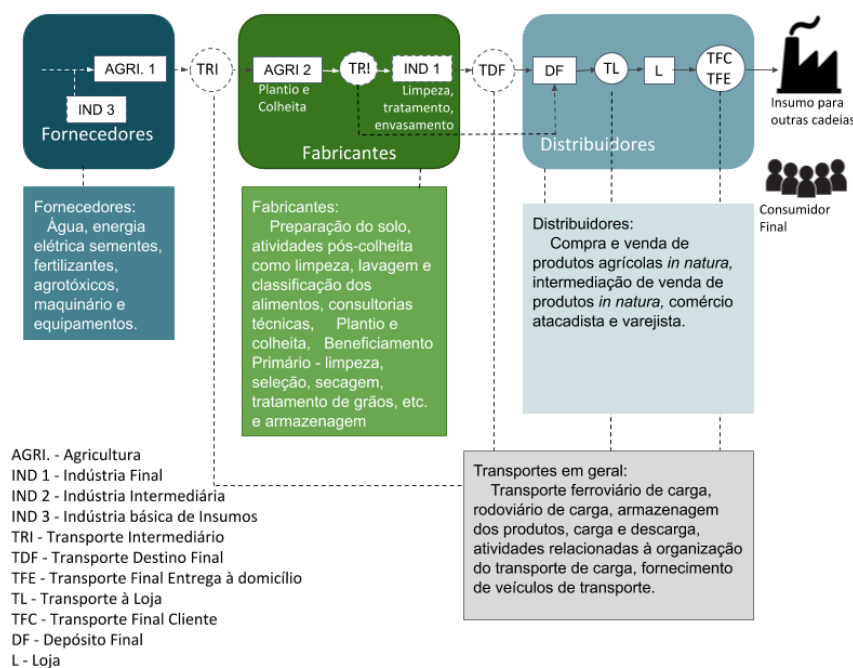 AGRI. 1
IND 3
Fornecedores
TRI
AGRI 2
Plantio e
Colheita
TRI
IND 1
Limpeza,
tratamento,
envasamento
Fabricantes
TDF
DF
TL
L
TFC
TFE
Distribuidores
Insumo para
outras cadeias
Consumidor
Final
Fornecedores:
Água, energia
elétrica sementes,
fertilizantes,
agrotóxicos,
maquinário e
equipamentos.
Fabricantes:
Preparação do solo,
atividades pós-colheita
como limpeza, lavagem e
classificação dos
alimentos, consultorias
técnicas, Plantio e
colheita, Beneficiamento
Primário - limpeza,
seleção, secagem,
tratamento de grãos, etc.
e armazenagem
Distribuidores:
Compra e venda de
produtos agrícolas in natura,
intermediação de venda de
produtos in natura, comércio
atacadista e varejista.
Transportes em geral:
Transporte ferroviário de carga,
rodoviário de carga, armazenagem
dos produtos, carga e descarga,
atividades relacionadas à organização
do transporte de carga, fornecimento
de veículos de transporte.
AGRI. - Agricultura
IND 1 - Indústria Final
IND 2 - Indústria Intermediária
IND 3 - Indústria básica de Insumos
TRI - Transporte Intermediário
TDF - Transporte Destino Final
TFE - Transporte Final Entrega à domicílio
TL - Transporte à Loja
TFC - Transporte Final Cliente
DF - Depósito Final
L - Loja